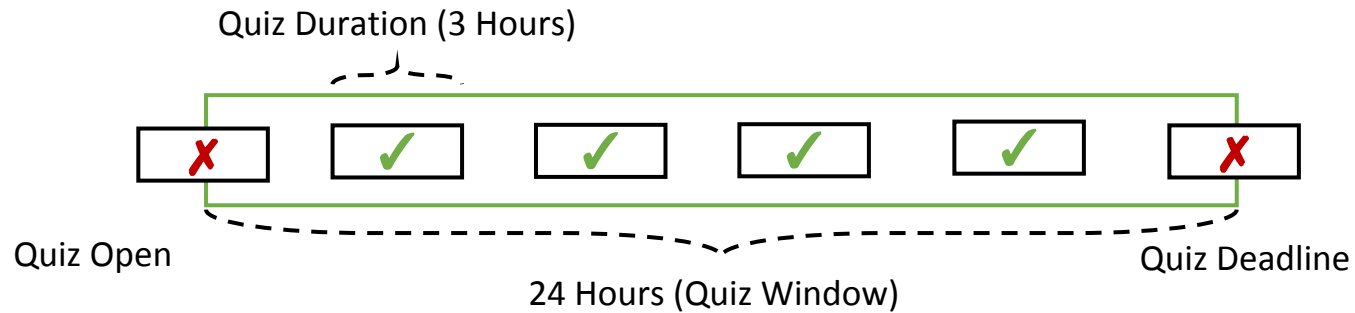 Quiz Duration (3 Hours)
✗ ✓ ✓ ✓ ✓ ✗
Quiz Open
Quiz Deadline
24 Hours (Quiz Window)